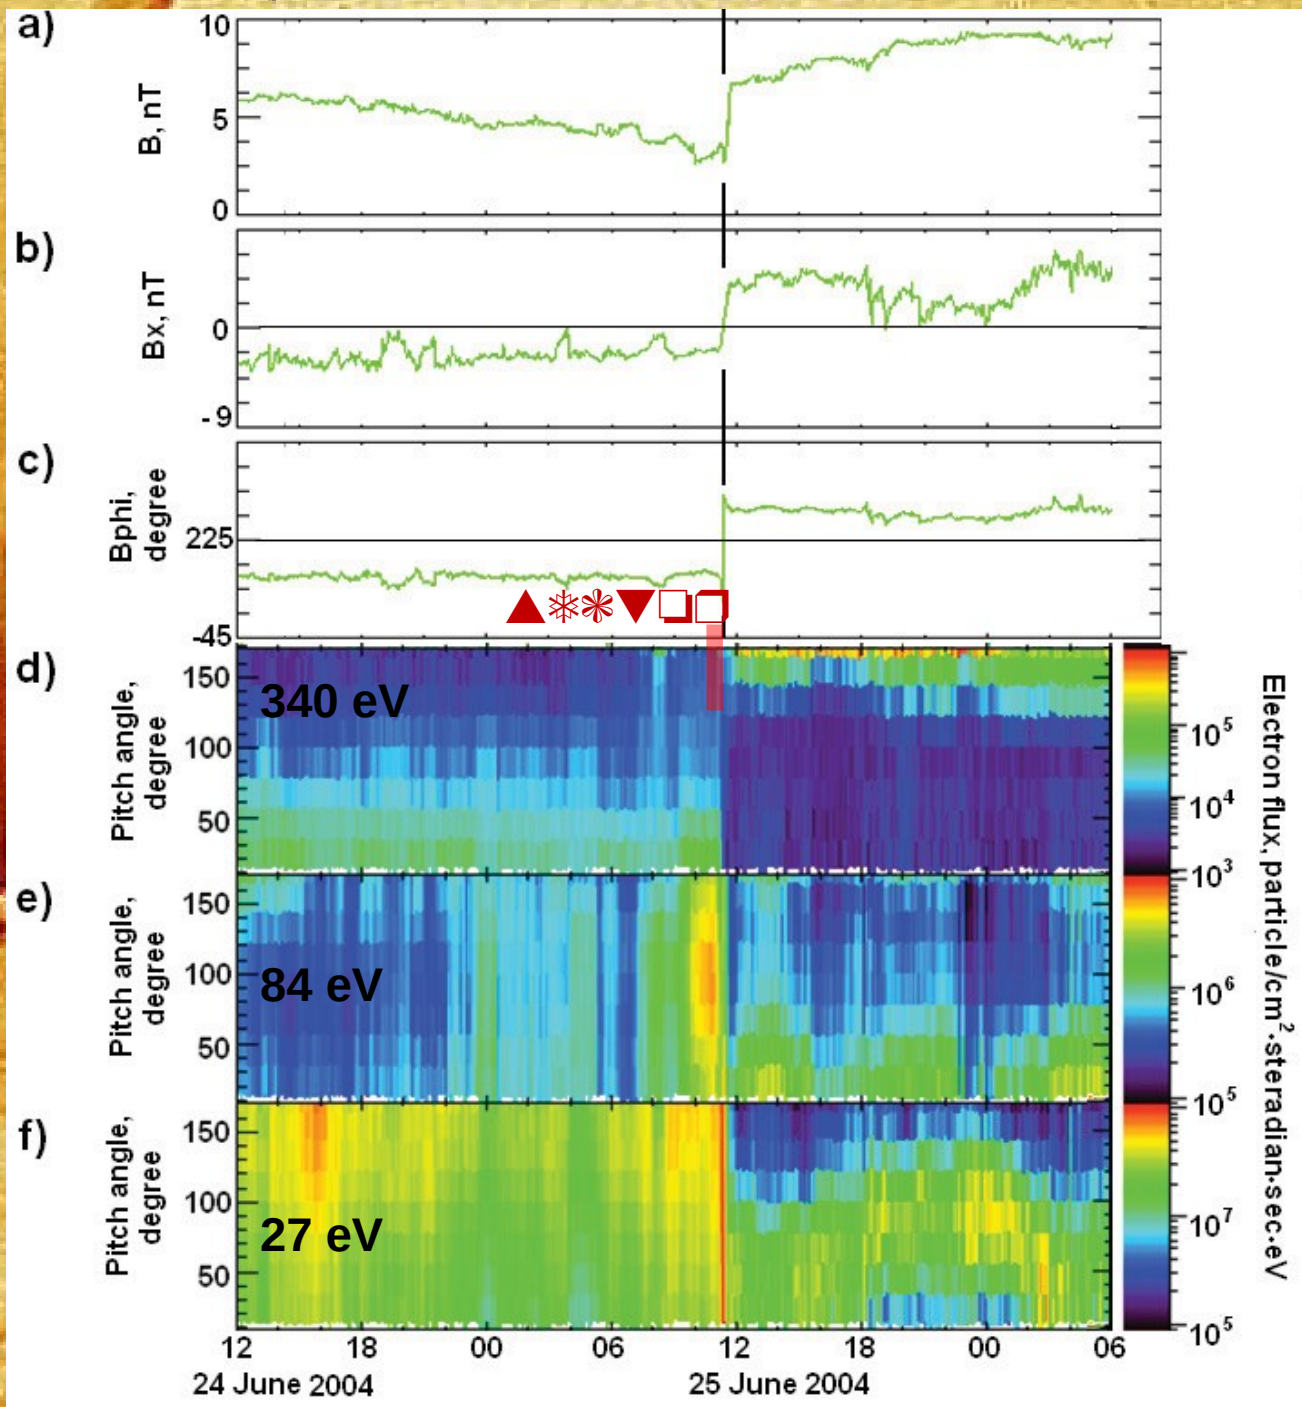 a)
10
B, nT
5
0
b)
Bx, nT
0
-9
c)
Bphi,
degree
225
-45
▲❄❃▼❏❐
d)
Pitch angle,
degree
150
100
50
340 eV
10⁵
10⁴
10³
e)
Pitch angle,
degree
150
100
50
84 eV
10⁶
10⁵
f)
Pitch angle,
degree
150
100
50
27 eV
10⁷
10⁵
Electron flux, particle/cm²·steradian·sec·eV
12 18 00 06 12 18 00 06
24 June 2004 25 June 2004